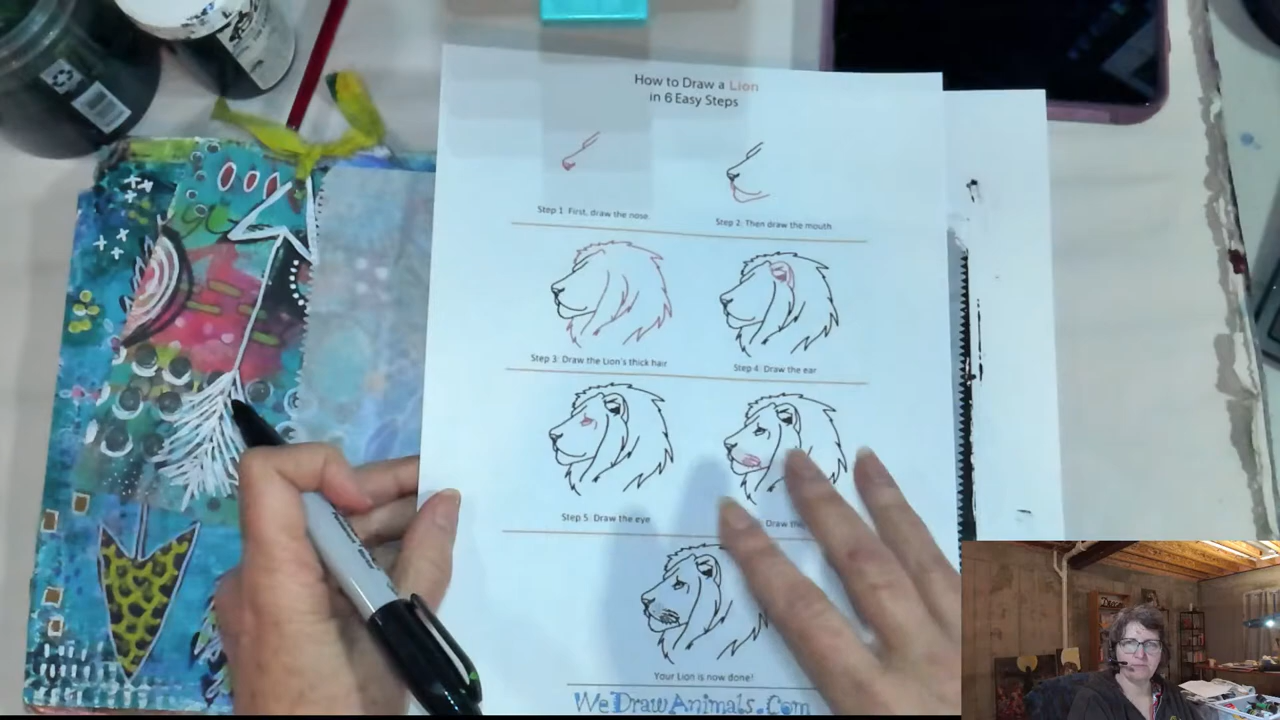 How to Draw a Lion
in 6 Easy Steps
Step 1: First, draw the nose
Step 2: Then draw the mouth
Step 3: Draw the Lion's thick hair
Step 4: Draw the ear
Step 5: Draw the eye
: Draw the
Your Lion is now done!
WeDrawAnimals.Com